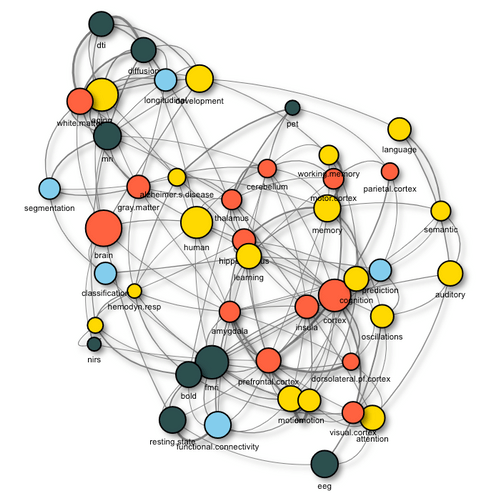 dti
diffusion
longitudinal
development
white.matter
aging
mri
pet
language
working.memory
cerebellum
parietal.cortex
motor.cortex
segmentation
gray.matter
alzheimer.s.disease
thalamus
memory
semantic
brain
human
hippocampus
learning
classification
hemodyn.resp
prediction
cognition
auditory
cortex
insula
amygdala
oscillations
nirs
fmri
bold
prefrontal.cortex
dorsolateral.pf.cortex
motion
emotion
visual.cortex
attention
resting.state
functional.connectivity
eeg